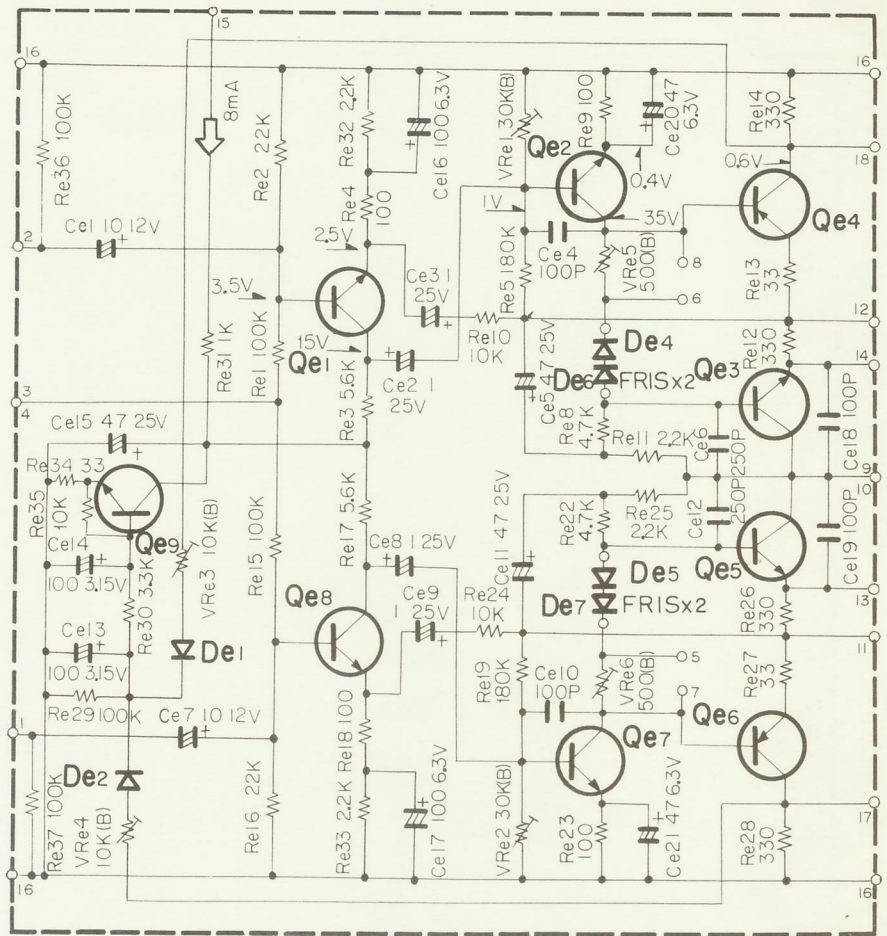 15
16
16
8mA
Re36 100K
Re2 22K
Re32 2.2K
Ce16 100 6.3V
VRe1 30K(B)
Re9 100
Ce20 47
6.3V
Re14
330
18
Qe2
0.6V
0.4V
Re4
100
1V
35V
Qe4
2
Ce1 10 12V
2.5V
Ce4
100P
VRe5
500(B)
8
6
Re13
33
3.5V
Ce3 1
25V
Re5 180K
12
Re31 1K
Re1 100K
15V
Qe1
Re10
10K
De4
Re12
330
14
Ce2 1
25V
Ce5 47 25V
De6
FRISx2
Qe3
3
4
Re3 5.6K
Re8
4.7K
Re11 2.2K
Ce6
250P
Ce18 100P
Ce15 47 25V
Re34 33
19
10
Re35
10K
Qe9
VRe3 10K(B)
Re17 5.6K
Re15 100K
Ce11 47 25V
Re22
4.7K
Re25
2.2K
Ce12
250P
Ce19 100P
Ce14
100 3.15V
Re30 33K
Ce8 1 25V
Qe5
Qe8
Ce9
1 25V
Re24
10K
De5
De7
FRISx2
13
Re26
330
Ce13
100 3.15V
De1
11
Re19
180K
Ce10
100P
VRe6
500(B)
5
7
Re27
33
Re29 100K
Ce7 10 12V
1
Re18 100
Qe7
Qe6
De2
Re37 100K
VRe4
10K(B)
Re16 22K
Re33 2.2K
Ce17 100 6.3V
VRe2 30K(B)
Re23
100
Ce21 47 6.3V
Re28
330
17
16
16